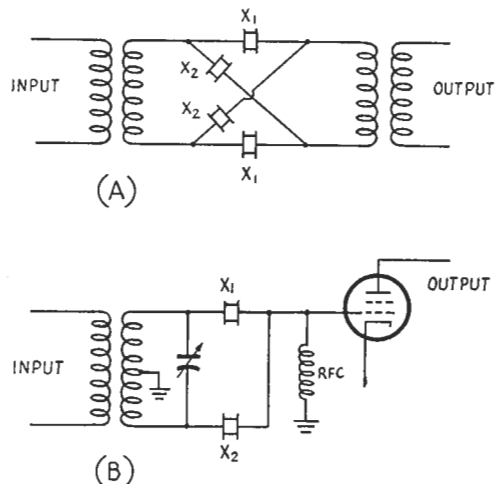 X₁
X₂
INPUT
OUTPUT
X₂
X₁
(A)
X₁
OUTPUT
INPUT
RFC
X₂
(B)